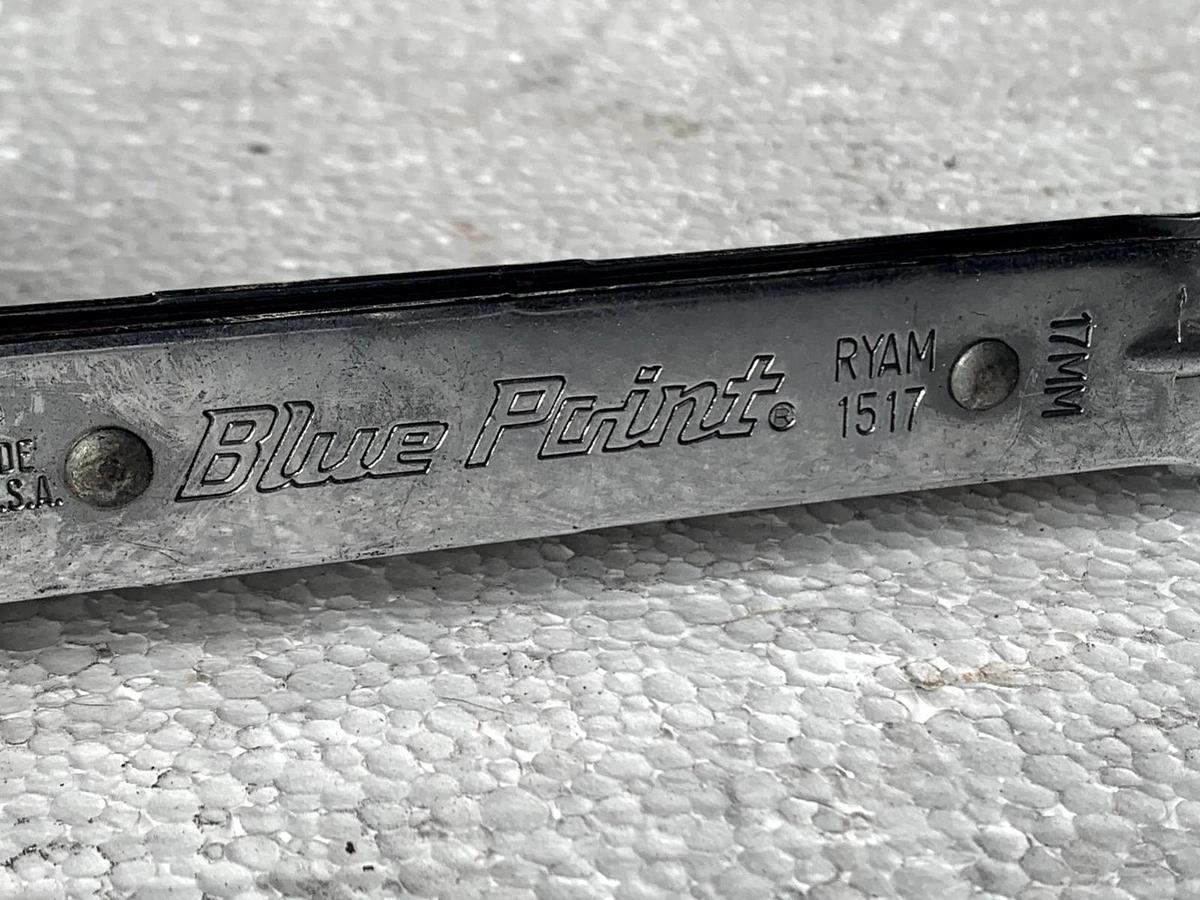 DE
.S.A.
Blue Point®
RYAM
1517
17MM